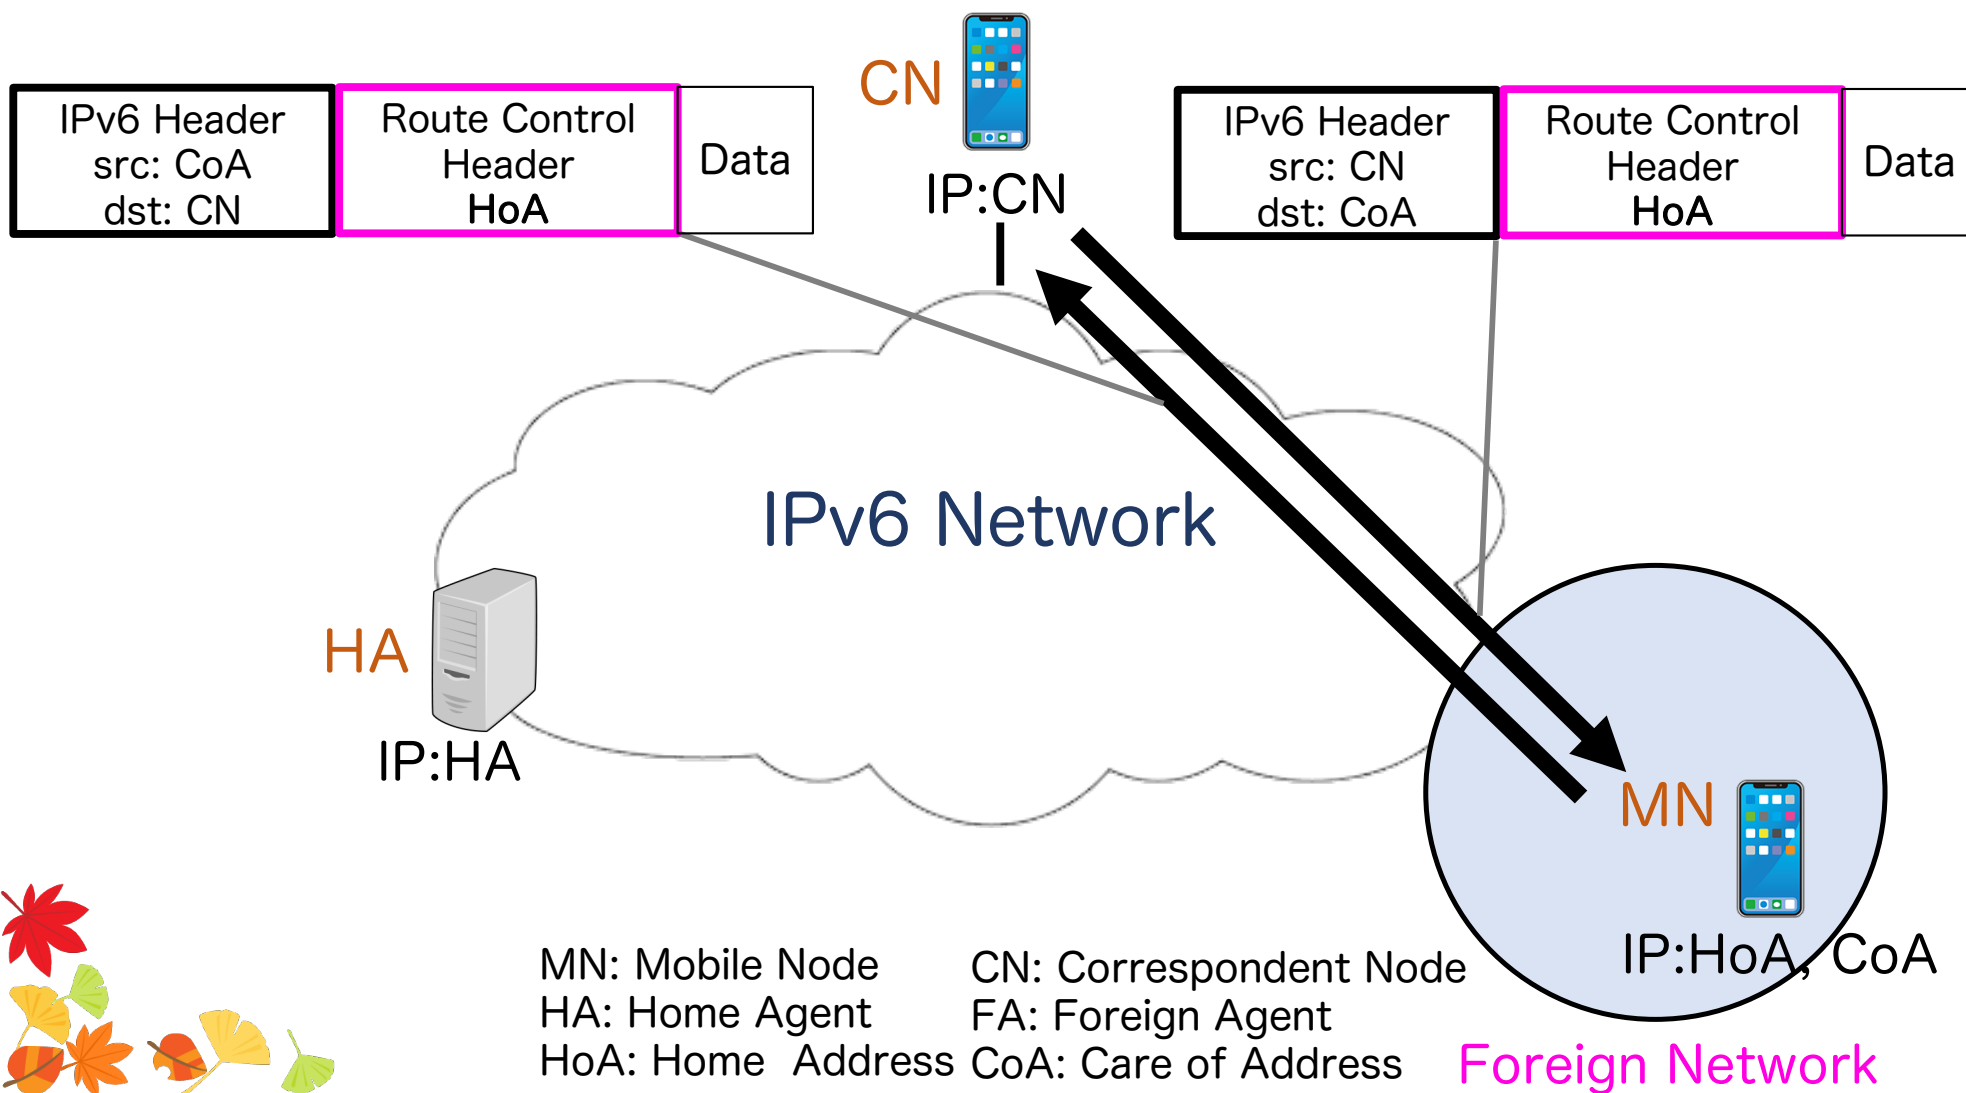 CN
IPv6 Header
src: CoA
dst: CN
Route Control
Header
HoA
Data
IPv6 Header
src: CN
dst: CoA
Route Control
Header
HoA
Data
IP:CN
IPv6 Network
HA
IP:HA
MN
IP:HoA, CoA
MN: Mobile Node
HA: Home Agent
HoA: Home Address
CN: Correspondent Node
FA: Foreign Agent
CoA: Care of Address
Foreign Network